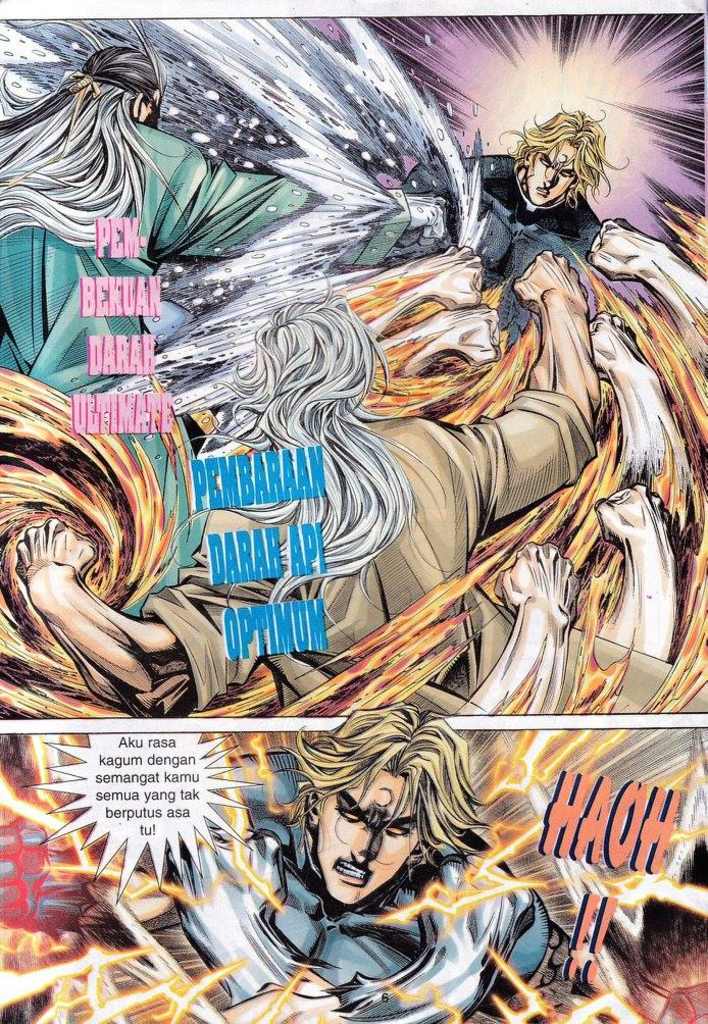 PEM-
BEKUAN
DARAH
ULTIMATE
PEMBARAAN
DARAH API
OPTIMUM
Aku rasa
kagum dengan
semangat kamu
semua yang tak
berputus asa
tu!
HAOH
!!
6